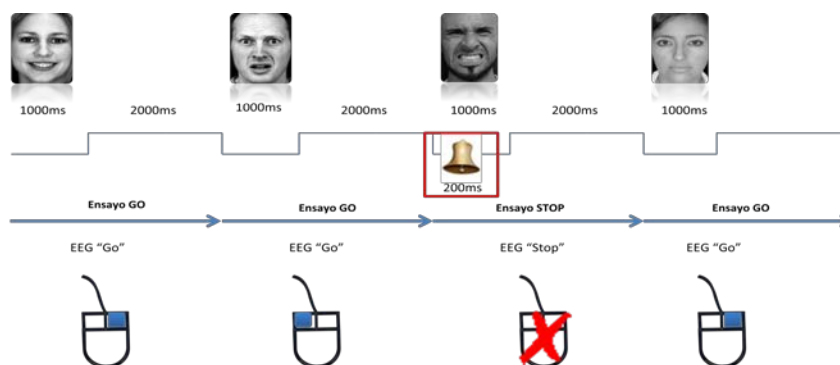 1000ms 2000ms 1000ms 2000ms 1000ms 2000ms 1000ms
200ms
Ensayo GO Ensayo GO Ensayo STOP Ensayo GO
EEG “Go” EEG “Go” EEG “Stop” EEG “Go”